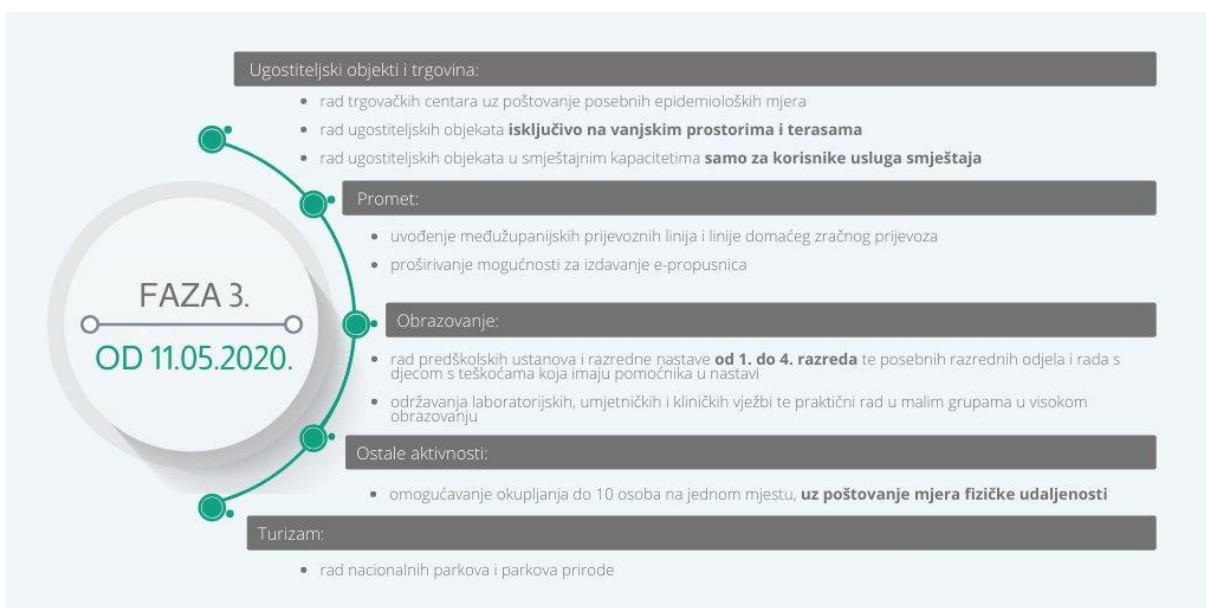 Ugostiteljski objekti i trgovina:
• rad trgovačkih centara uz poštovanje posebnih epidemioloških mjera
• rad ugostiteljskih objekata isključivo na vanjskim prostorima i terasama
• rad ugostiteljskih objekata u smještajnim kapacitetima samo za korisnike usluga smještaja
Promet:
• uvođenje međužupanijskih prijevoznih linija i linije domaćeg zračnog prijevoza
• proširivanje mogućnosti za izdavanje e-propusnica
FAZA 3.
OD 11.05.2020.
Obrazovanje:
• rad predškolskih ustanova i razredne nastave od 1. do 4. razreda te posebnih razrednih odjela i rada s
djecom s teškoćama koja imaju pomoćnika u nastavi
• održavanja laboratorijskih, umjetničkih i kliničkih vježbi te praktični rad u malim grupama u visokom
obrazovanju
Ostale aktivnosti:
• omogućavanje okupljanja do 10 osoba na jednom mjestu, uz poštovanje mjera fizičke udaljenosti
Turizam:
• rad nacionalnih parkova i parkova prirode